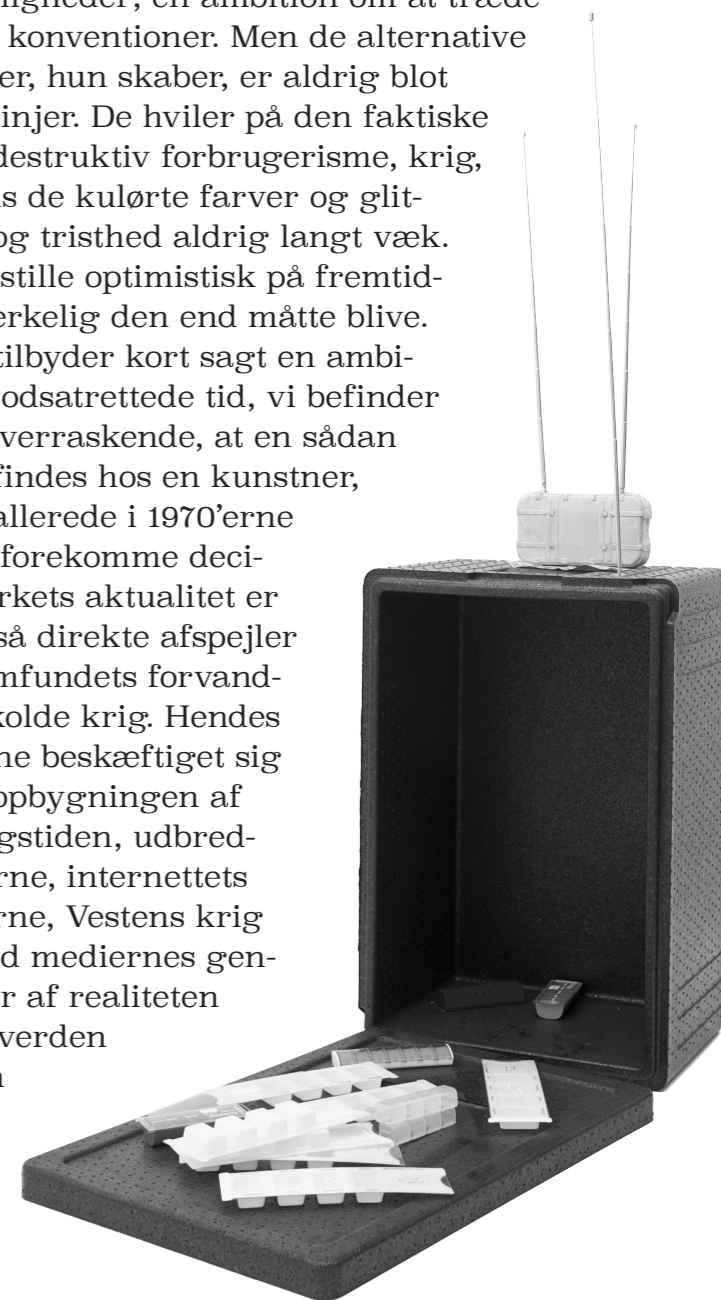 ligheder, en ambition om at træde
konventioner. Men de alternative
er, hun skaber, er aldrig blot
injer. De hviler på den faktiske
destruktiv forbrugerisme, krig,
s de kulørte farver og glit-
og tristhed aldrig langt væk.
stille optimistisk på fremtid-
erkelig den end måtte blive.
tilbyder kort sagt en ambi-
odsatrettede tid, vi befinder
verraskende, at en sådan
findes hos en kunstner,
allerede i 1970’erne
forekomme deci-
rkets aktualitet er
så direkte afspejler
mfundets forvand-
kolde krig. Hendes
ne beskæftiget sig
opbygningen af
gstiden, udbred-
rne, internettets
rne, Vestens krig
d mediernes gen-
r af realiteten
verden